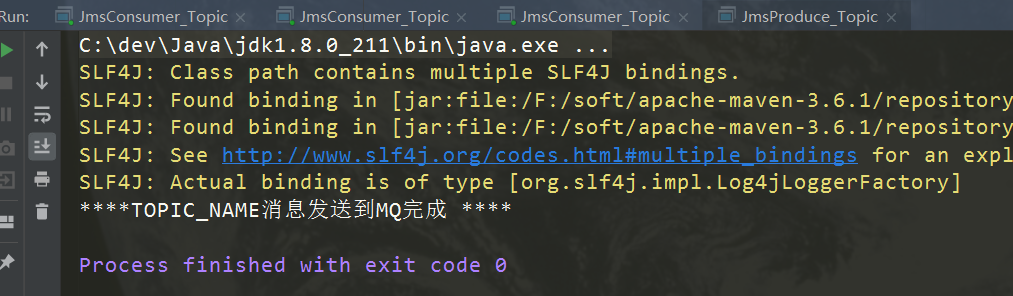 Run: JmsConsumer_Topic × JmsConsumer_Topic × JmsConsumer_Topic × JmsProduce_Topic ×
C:\dev\Java\jdk1.8.0_211\bin\java.exe ...
SLF4J: Class path contains multiple SLF4J bindings.
SLF4J: Found binding in [jar:file:/F:/soft/apache-maven-3.6.1/repository
SLF4J: Found binding in [jar:file:/F:/soft/apache-maven-3.6.1/repository
SLF4J: See http://www.slf4j.org/codes.html#multiple_bindings for an expl
SLF4J: Actual binding is of type [org.slf4j.impl.Log4jLoggerFactory]
****TOPIC_NAME消息发送到MQ完成 ****
Process finished with exit code 0